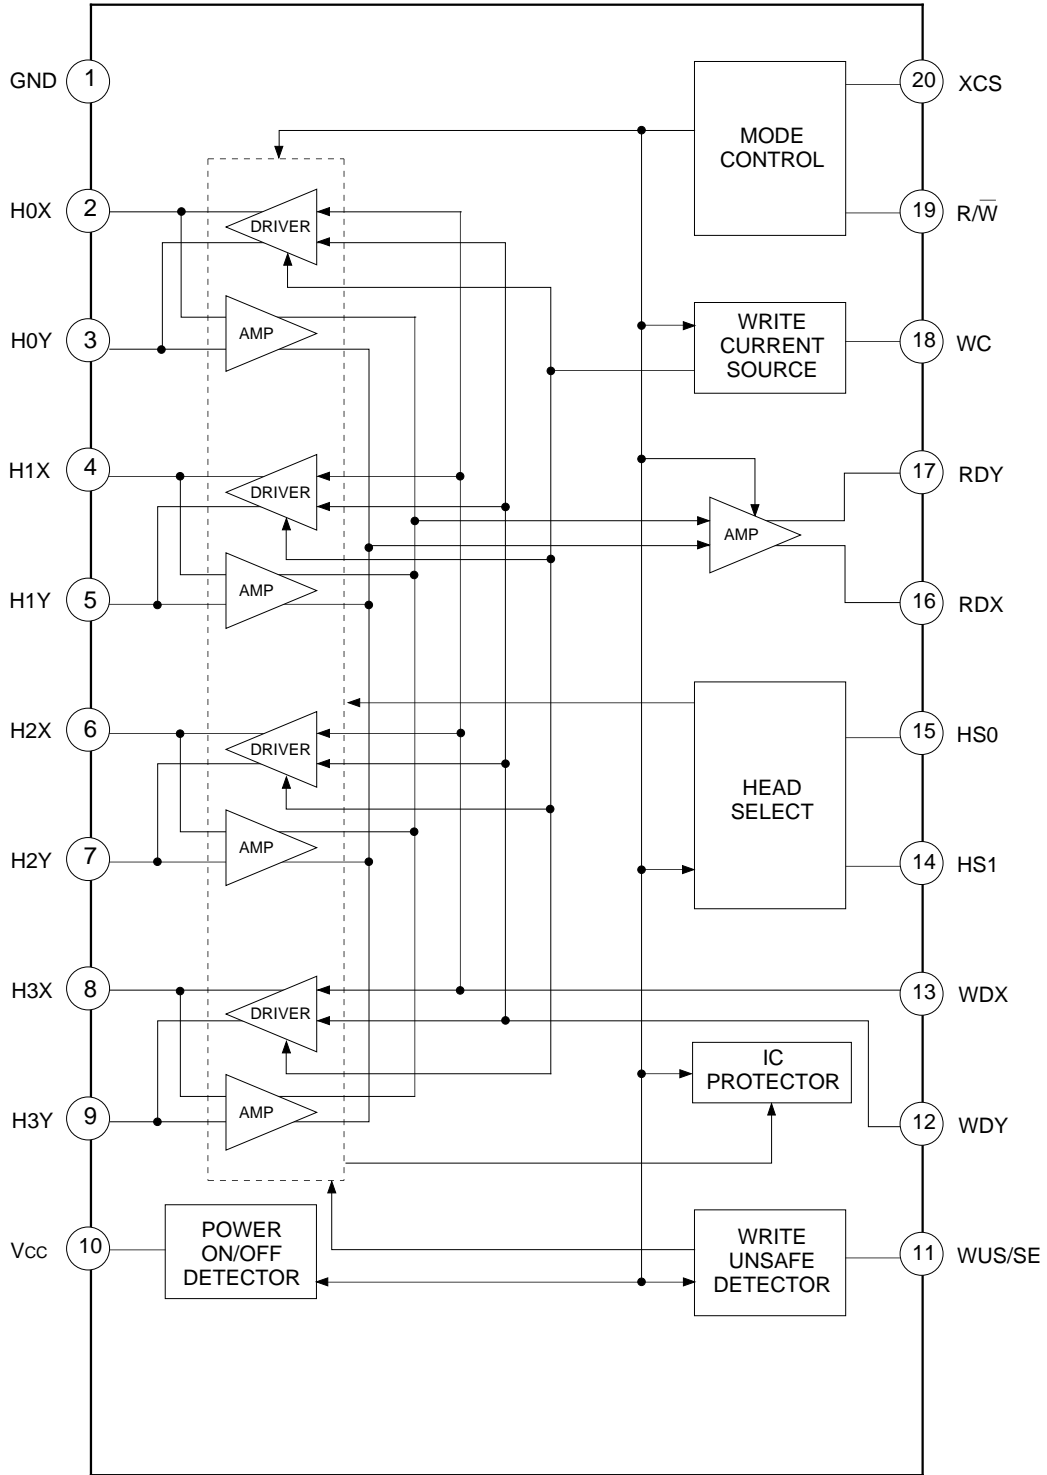 GND 1
20 XCS
MODE
CONTROL
H0X 2
DRIVER
19 R/W̅
H0Y 3
AMP
WRITE
CURRENT
SOURCE
18 WC
H1X 4
DRIVER
17 RDY
AMP
H1Y 5
AMP
16 RDX
H2X 6
DRIVER
15 HS0
HEAD
SELECT
H2Y 7
AMP
14 HS1
H3X 8
DRIVER
13 WDX
IC
PROTECTOR
H3Y 9
AMP
12 WDY
Vcc 10
POWER
ON/OFF
DETECTOR
WRITE
UNSAFE
DETECTOR
11 WUS/SE